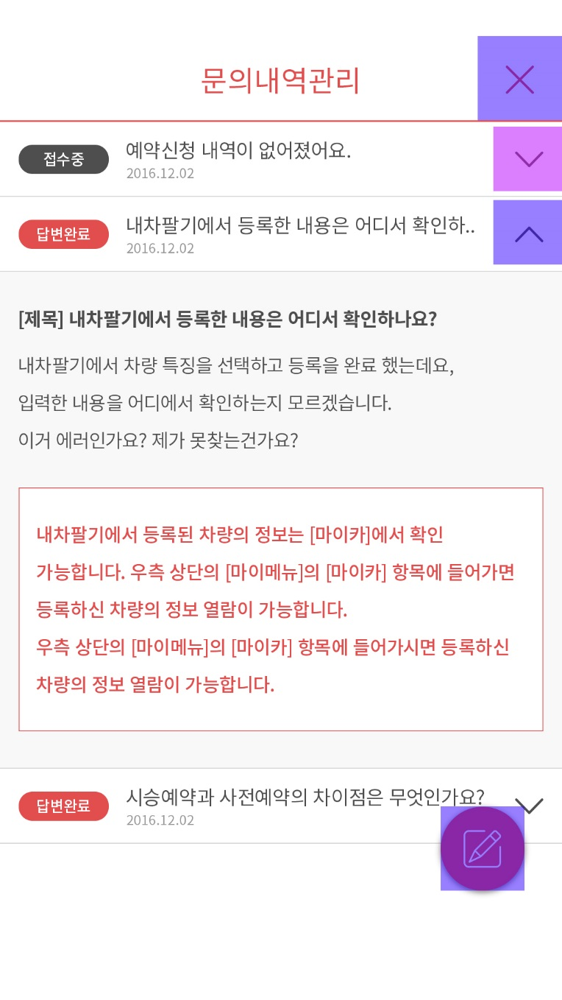 문의내역관리
접수중
예약신청 내역이 없어졌어요.
2016.12.02
답변완료
내차팔기에서 등록한 내용은 어디서 확인하..
2016.12.02
[제목] 내차팔기에서 등록한 내용은 어디서 확인하나요?
내차팔기에서 차량 특징을 선택하고 등록을 완료 했는데요,
입력한 내용을 어디에서 확인하는지 모르겠습니다.
이거 에러인가요? 제가 못찾는건가요?
내차팔기에서 등록된 차량의 정보는 [마이카]에서 확인
가능합니다. 우측 상단의 [마이메뉴]의 [마이카] 항목에 들어가면
등록하신 차량의 정보 열람이 가능합니다.
우측 상단의 [마이메뉴]의 [마이카] 항목에 들어가시면 등록하신
차량의 정보 열람이 가능합니다.
답변완료
시승예약과 사전예약의 차이점은 무엇인가요?
2016.12.02